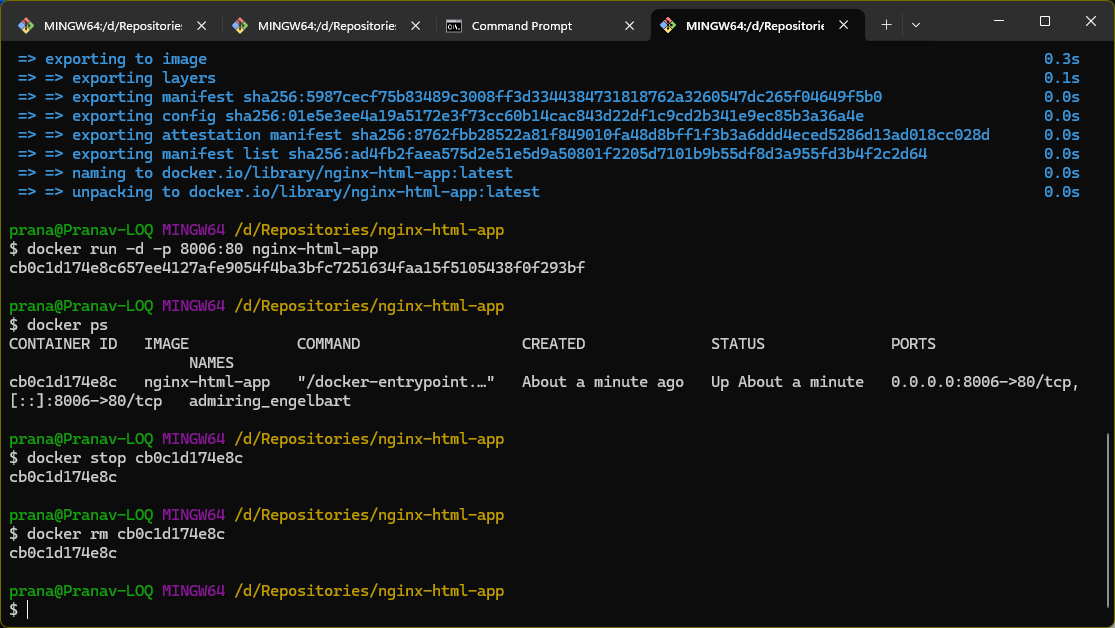 MINGW64:/d/Repositories MINGW64:/d/Repositories Command Prompt MINGW64:/d/Repositorie
=> exporting to image 0.3s
=> => exporting layers 0.1s
=> => exporting manifest sha256:5987cecf75b83489c3008ff3d3344384731818762a3260547dc265f04649f5b0 0.0s
=> => exporting config sha256:01e5e3ee4a19a5172e3f73cc60b14cac843d22df1c9cd2b341e9ec85b3a36a4e 0.0s
=> => exporting attestation manifest sha256:8762fbb28522a81f849010fa48d8bff1f3b3a6ddd4eced5286d13ad018cc028d 0.0s
=> => exporting manifest list sha256:ad4fb2faea575d2e51e5d9a50801f2205d7101b9b55df8d3a955fd3b4f2c2d64 0.0s
=> => naming to docker.io/library/nginx-html-app:latest 0.0s
=> => unpacking to docker.io/library/nginx-html-app:latest 0.0s
prana@Pranav-LOQ MINGW64 /d/Repositories/nginx-html-app
$ docker run -d -p 8006:80 nginx-html-app
cb0c1d174e8c657ee4127afe9054f4ba3bfc7251634faa15f5105438f0f293bf
prana@Pranav-LOQ MINGW64 /d/Repositories/nginx-html-app
$ docker ps
CONTAINER ID IMAGE COMMAND CREATED STATUS PORTS
NAMES
cb0c1d174e8c nginx-html-app "/docker-entrypoint.…" About a minute ago Up About a minute 0.0.0.0:8006->80/tcp,
[::]:8006->80/tcp admiring_engelbart
prana@Pranav-LOQ MINGW64 /d/Repositories/nginx-html-app
$ docker stop cb0c1d174e8c
cb0c1d174e8c
prana@Pranav-LOQ MINGW64 /d/Repositories/nginx-html-app
$ docker rm cb0c1d174e8c
cb0c1d174e8c
prana@Pranav-LOQ MINGW64 /d/Repositories/nginx-html-app
$